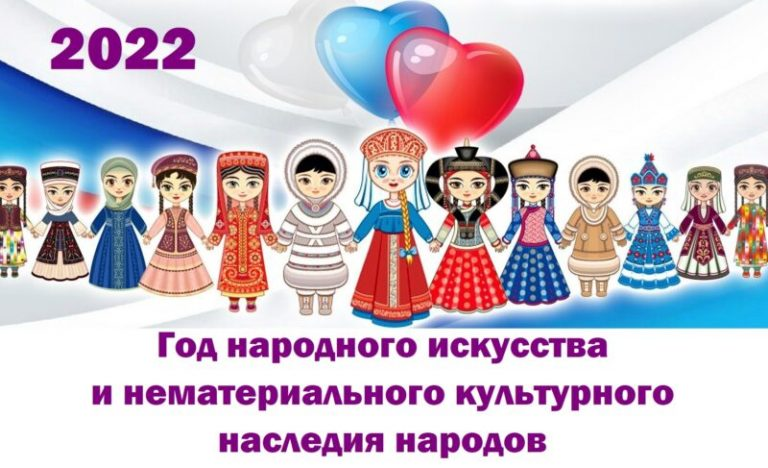 2022
Год народного искусства
и нематериального культурного
наследия народов